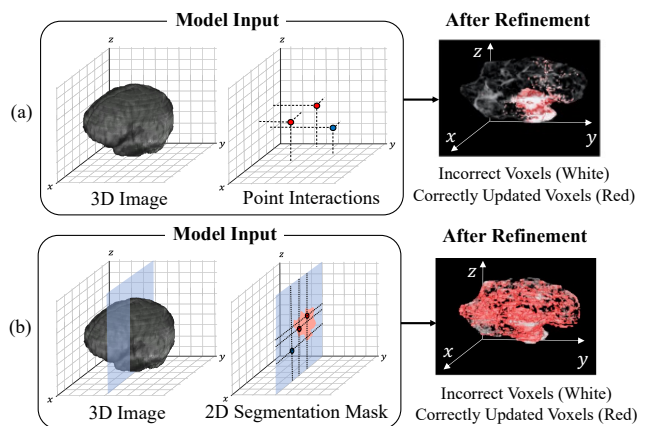 Model Input
After Refinement
(a)
z
y
x
3D Image
z
y
x
Point Interactions
z
x
y
Incorrect Voxels (White)
Correctly Updated Voxels (Red)
Model Input
After Refinement
(b)
z
y
x
3D Image
z
y
x
2D Segmentation Mask
z
x
y
Incorrect Voxels (White)
Correctly Updated Voxels (Red)